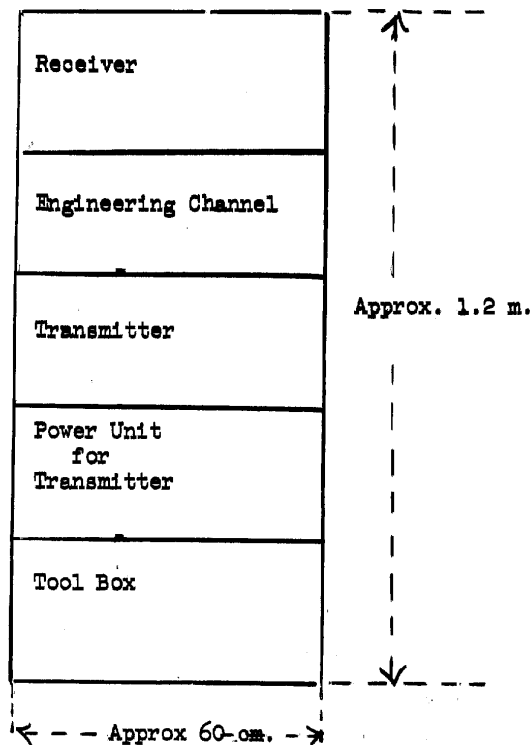 Receiver
Engineering Channel
Transmitter
Approx. 1.2 m.
Power Unit
for
Transmitter
Tool Box
Approx 60 cm.